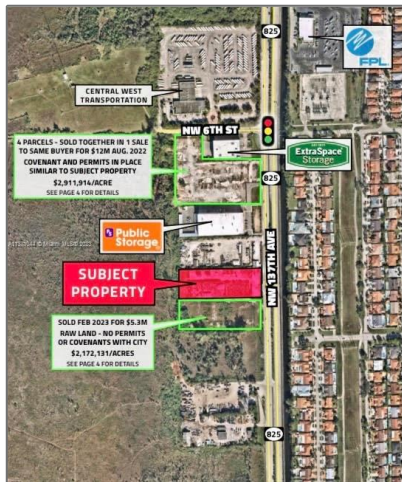 825
FPL
CENTRAL WEST
TRANSPORTATION
NW 6TH ST
4 PARCELS - SOLD TOGETHER IN 1 SALE
TO SAME BUYER FOR $12M AUG. 2022
COVENANT AND PERMITS IN PLACE
SIMILAR TO SUBJECT PROPERTY
$2,911,914/ACRE
SEE PAGE 4 FOR DETAILS
ExtraSpace
Storage
825
Public
Storage
NW 137TH AVE
SUBJECT
PROPERTY
SOLD FEB 2023 FOR $5.3M
RAW LAND - NO PERMITS
OR COVENANTS WITH CITY
$2,172,131/ACRES
SEE PAGE 4 FOR DETAILS
825